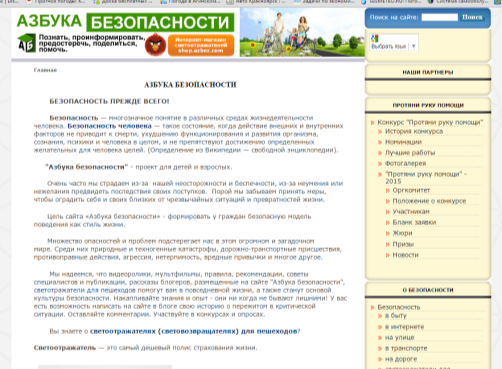 АЗБУКА БЕЗОПАСНОСТИ
Познать, проинформировать,
предостеречь, поделиться,
помочь.
Интернет-магазин
светоотражателей
shop.azbez.com
Поиск на сайте:
Поиск
Выбрать язык
Главная
АЗБУКА БЕЗОПАСНОСТИ
БЕЗОПАСНОСТЬ ПРЕЖДЕ ВСЕГО!
Безопасность — многозначное понятие в различных средах жизнедеятельности
человека. Безопасность человека — такое состояние, когда действие внешних и внутренних
факторов не приводит к смерти, ухудшению функционирования и развития организма,
сознания, психики и человека в целом, и не препятствуют достижению определенных
желательных для человека целей. (Определение из Википедии — свободной энциклопедии).
"Азбука безопасности" - проект для детей и взрослых.
Очень часто мы страдаем из-за нашей неосторожности и беспечности, из-за неумения или
нежелания предвидеть последствия своих поступков. Порой мы забываем принять меры,
чтобы оградить себя и своих близких от чрезвычайных ситуаций и превратностей жизни.
Цель сайта «Азбука безопасности» - формировать у граждан безопасную модель
поведения как стиль жизни.
Множество опасностей и проблем подстерегает нас в этом огромном и загадочном
мире. Среди них природные и техногенные катастрофы, дорожно-транспортные присшествия,
противоправные действия, агрессия, нетерпимость, вредные привычки и многое другое.
Мы надеемся, что видеоролики, мультфильмы, правила, рекомендации, советы
специалистов и публикации, рассказы блогеров, размещенные на сайте "Азбука безопасности",
светоотражатели для пешеходов помогут вам в повседневной жизни, а также станут основой
культуры безопасности. Накапливайте знания и опыт - они ни когда не бывают лишними! У вас
есть возможность написать на сайте в блоге свою историю о пережитом в критической
ситуации. Оставляйте комментарии. Участвуйте в конкурсах и опросах.
Вы знаете о светоотражателях (световозвращателях) для пешеходов?
Светоотражатель — это самый дешевый полис страхования жизни.
НАШИ ПАРТНЕРЫ
ПРОТЯНИ РУКУ ПОМОЩИ
Конкурс "Протяни руку помощи"
История конкурса
Номинации
Лучшие работы
Фотогалерея
"Протяни руку помощи" -
2015
Оргкомитет
Положение о конкурсе
Участникам
Бланк заявки
Жюри
Призы
Новости
О БЕЗОПАСНОСТИ
Безопасность
в быту
в интернете
на улице
в транспорте
на дороге